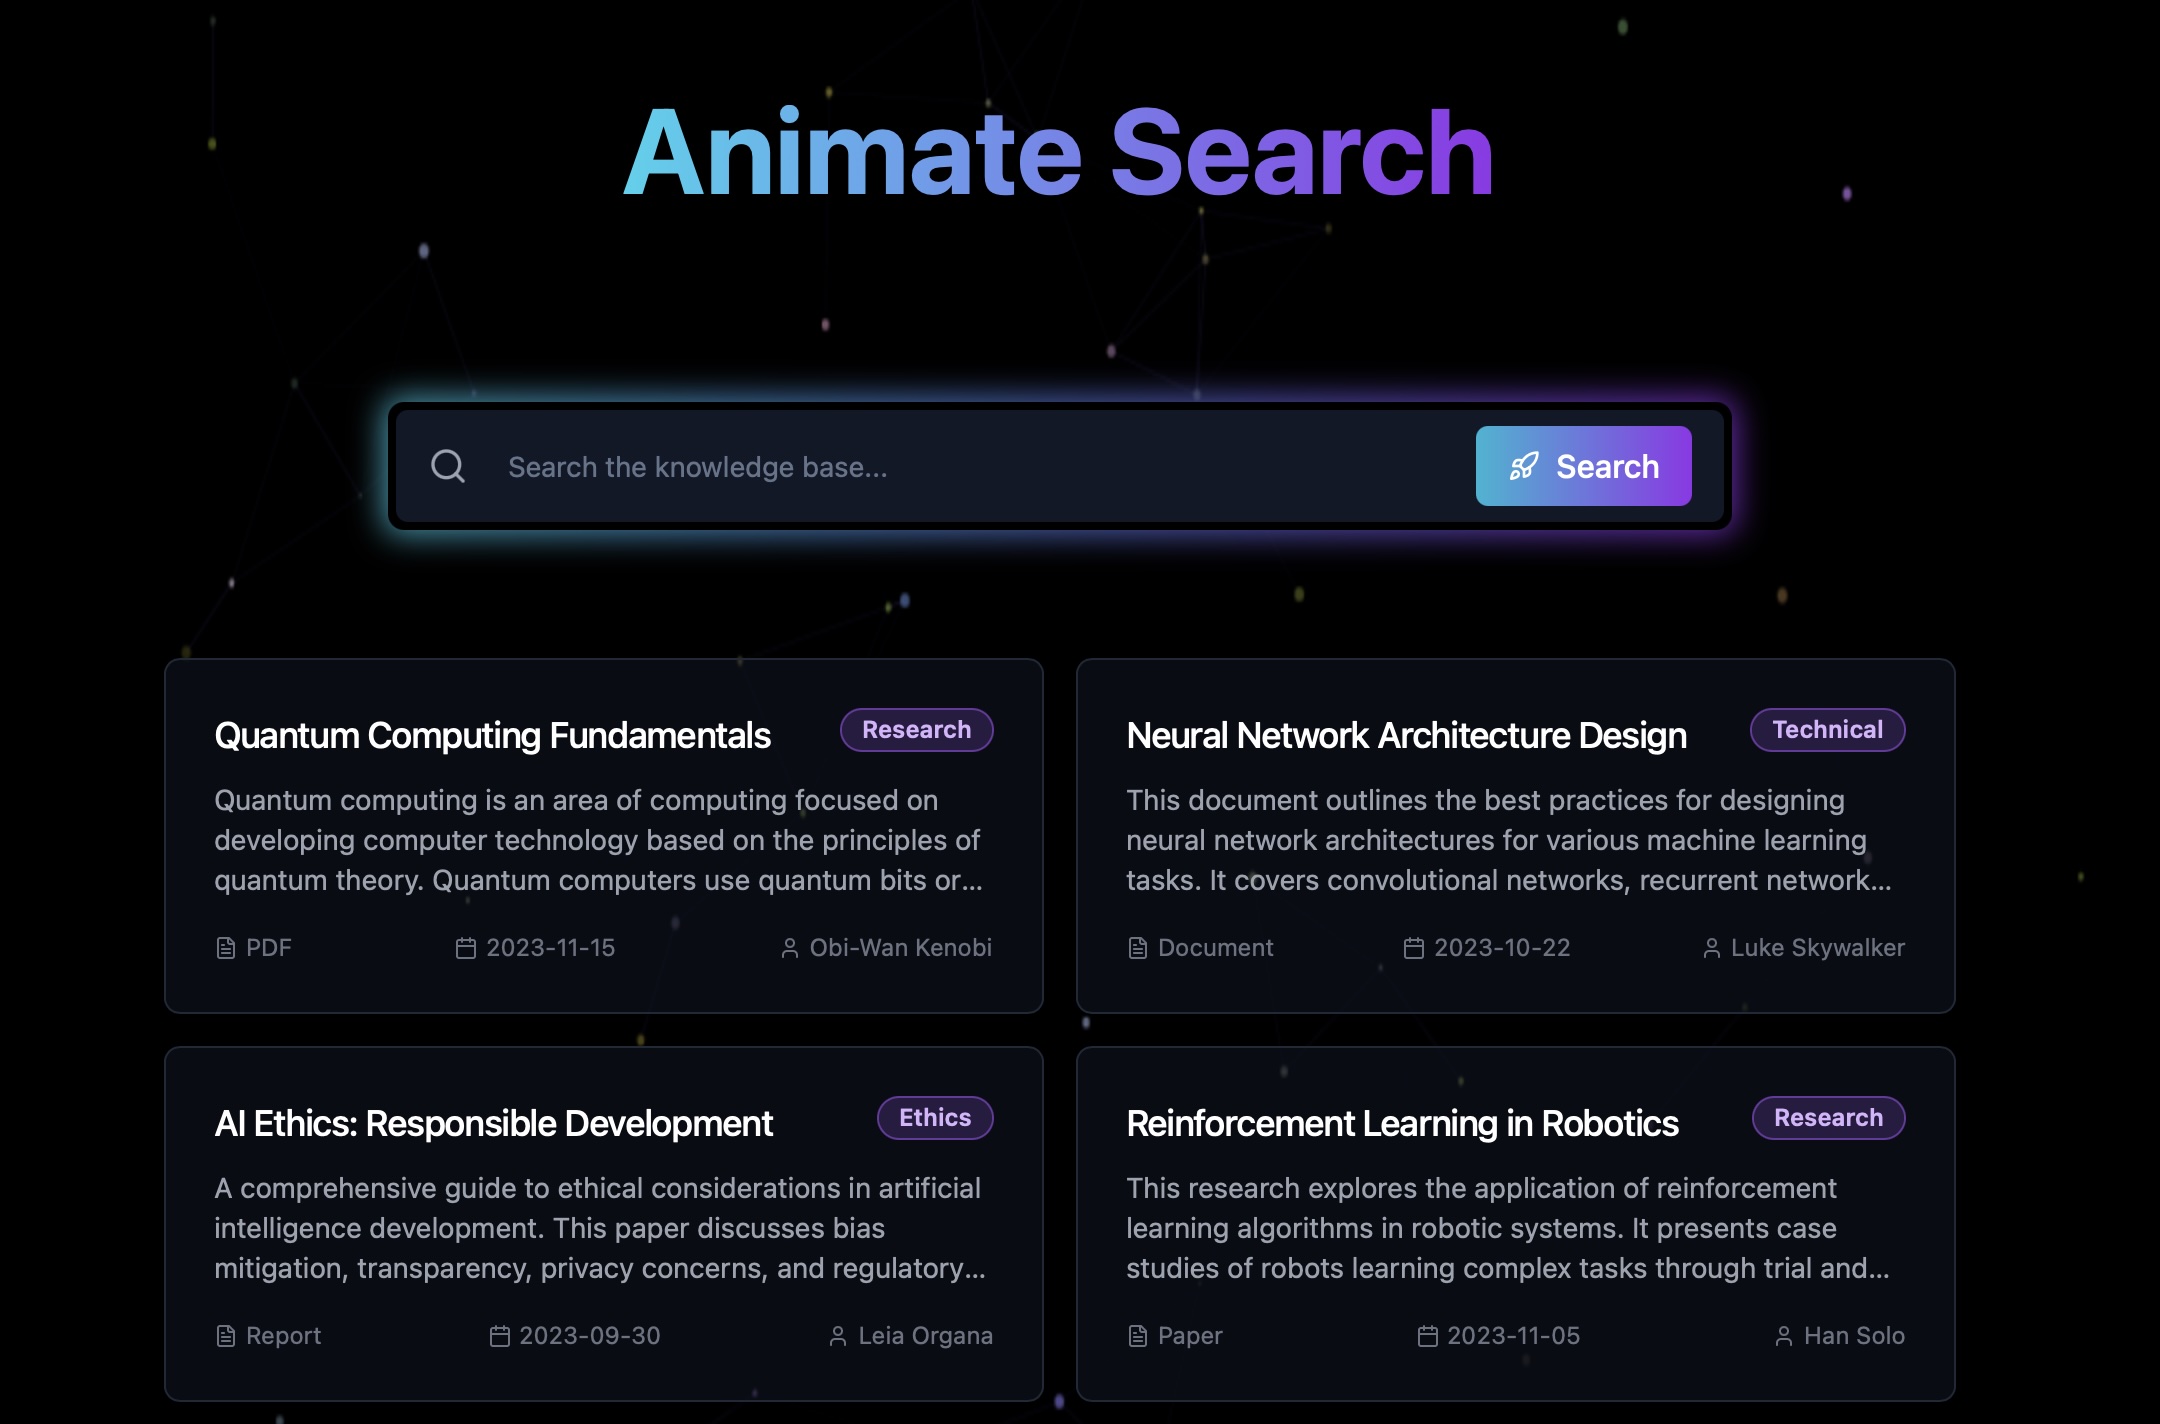 Animate Search
Search the knowledge base...
Search
Quantum Computing Fundamentals
Research
Quantum computing is an area of computing focused on
developing computer technology based on the principles of
quantum theory. Quantum computers use quantum bits or...
PDF
2023-11-15
Obi-Wan Kenobi
Neural Network Architecture Design
Technical
This document outlines the best practices for designing
neural network architectures for various machine learning
tasks. It covers convolutional networks, recurrent network...
Document
2023-10-22
Luke Skywalker
AI Ethics: Responsible Development
Ethics
A comprehensive guide to ethical considerations in artificial
intelligence development. This paper discusses bias
mitigation, transparency, privacy concerns, and regulatory...
Report
2023-09-30
Leia Organa
Reinforcement Learning in Robotics
Research
This research explores the application of reinforcement
learning algorithms in robotic systems. It presents case
studies of robots learning complex tasks through trial and...
Paper
2023-11-05
Han Solo